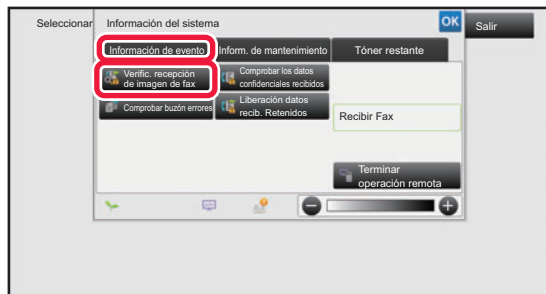 Seleccionar
Información del sistema
OK
Salir
Información de evento
Inform. de mantenimiento
Tóner restante
Verific. recepción
de imagen de fax
Comprobar los datos
confidenciales recibidos
Comprobar buzón errores
Liberación datos
recib. Retenidos
Recibir Fax
Terminar
operación remota